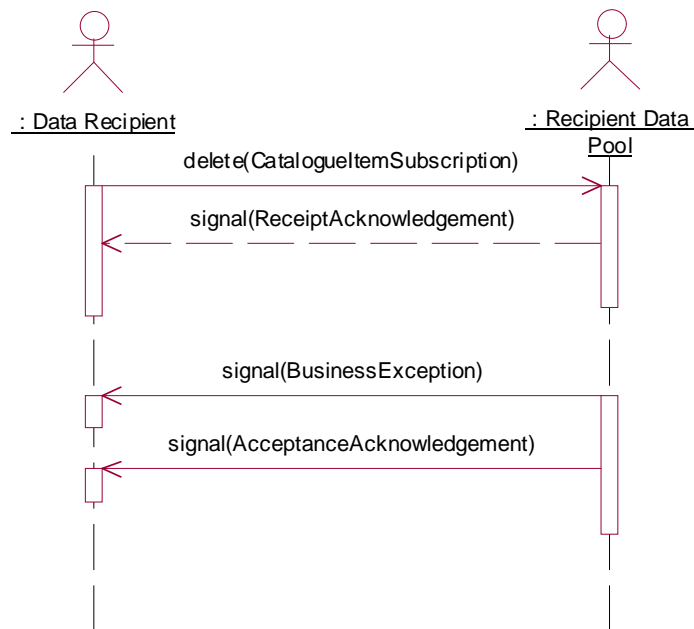 : Data Recipient
: Recipient Data
Pool
delete(CatalogueItemSubscription)
signal(ReceiptAcknowledgement)
signal(BusinessException)
signal(AcceptanceAcknowledgement)